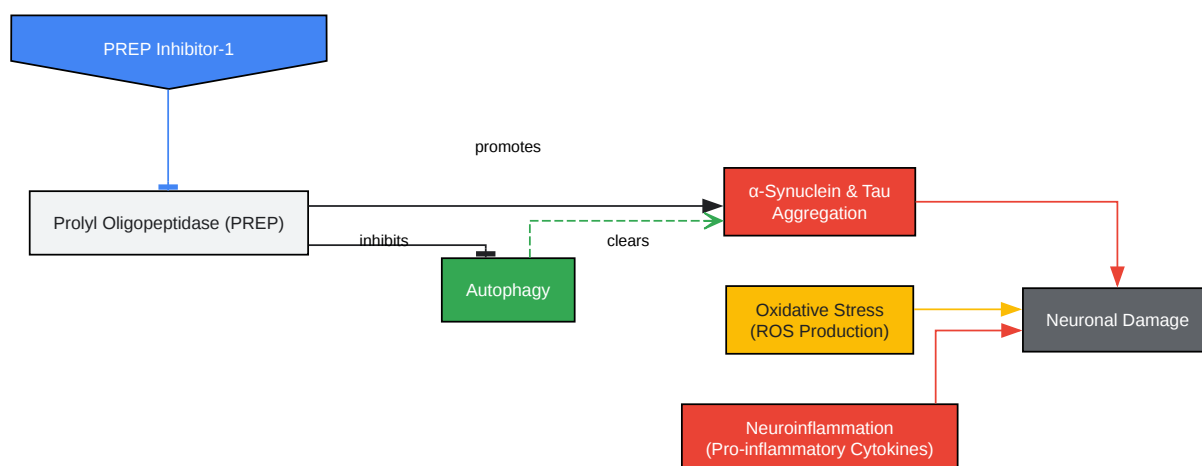 PREP Inhibitor-1
promotes
Prolyl Oligopeptidase (PREP)
α-Synuclein & Tau
Aggregation
inhibits
clears
Autophagy
Oxidative Stress
(ROS Production)
Neuronal Damage
Neuroinflammation
(Pro-inflammatory Cytokines)